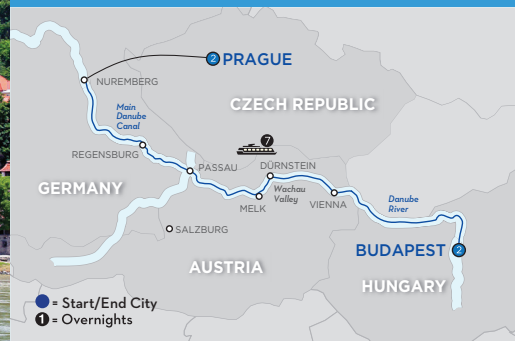 2 PRAGUE
NUREMBERG
CZECH REPUBLIC
Main
Danube
Canal
7
REGENSBURG
PASSAU
DÜRNSTEIN
GERMANY
Wachau
Valley
MELK
VIENNA
Danube
River
SALZBURG
BUDAPEST 2
AUSTRIA
HUNGARY
= Start/End City
1 = Overnights